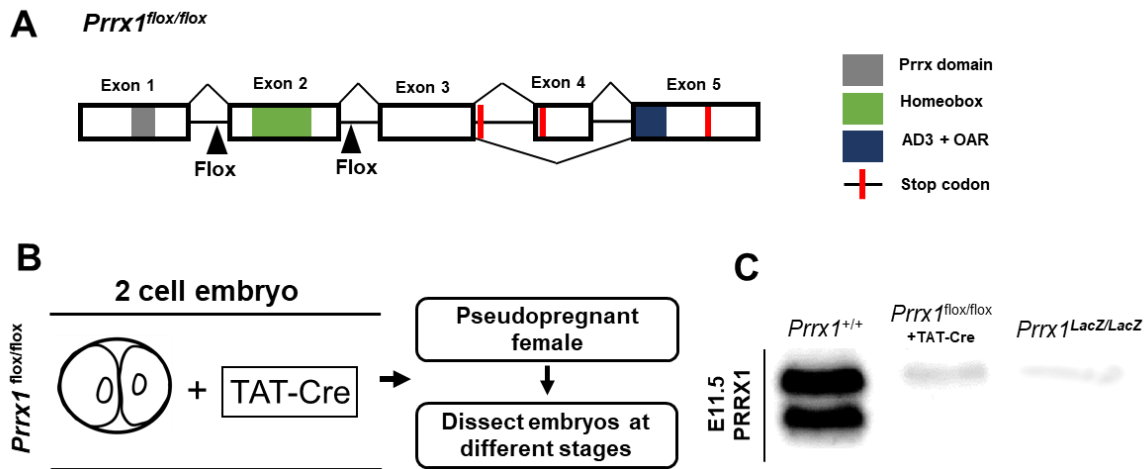 A
Prrx1flox/flox
Exon 1
Exon 2
Exon 3
Exon 4
Exon 5
Flox
Flox
Prrx domain
Homeobox
AD3 + OAR
Stop codon
B
Prrx1 flox/flox
2 cell embryo
+
TAT-Cre
Pseudopregnant
female
Dissect embryos at
different stages
C
Prrx1+/+
Prrx1flox/flox
+TAT-Cre
Prrx1LacZ/LacZ
E11.5
PRRX1